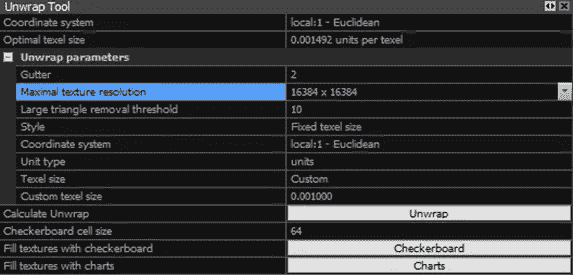 Unwrap Tool
Coordinate system local:1 - Euclidean
Optimal texel size 0.001492 units per texel
Unwrap parameters
Gutter 2
Maximal texture resolution 16384 x 16384
Large triangle removal threshold 10
Style Fixed texel size
Coordinate system local:1 - Euclidean
Unit type units
Texel size Custom
Custom texel size 0.001000
Calculate Unwrap Unwrap
Checkerboard cell size 64
Fill textures with checkerboard Checkerboard
Fill textures with charts Charts